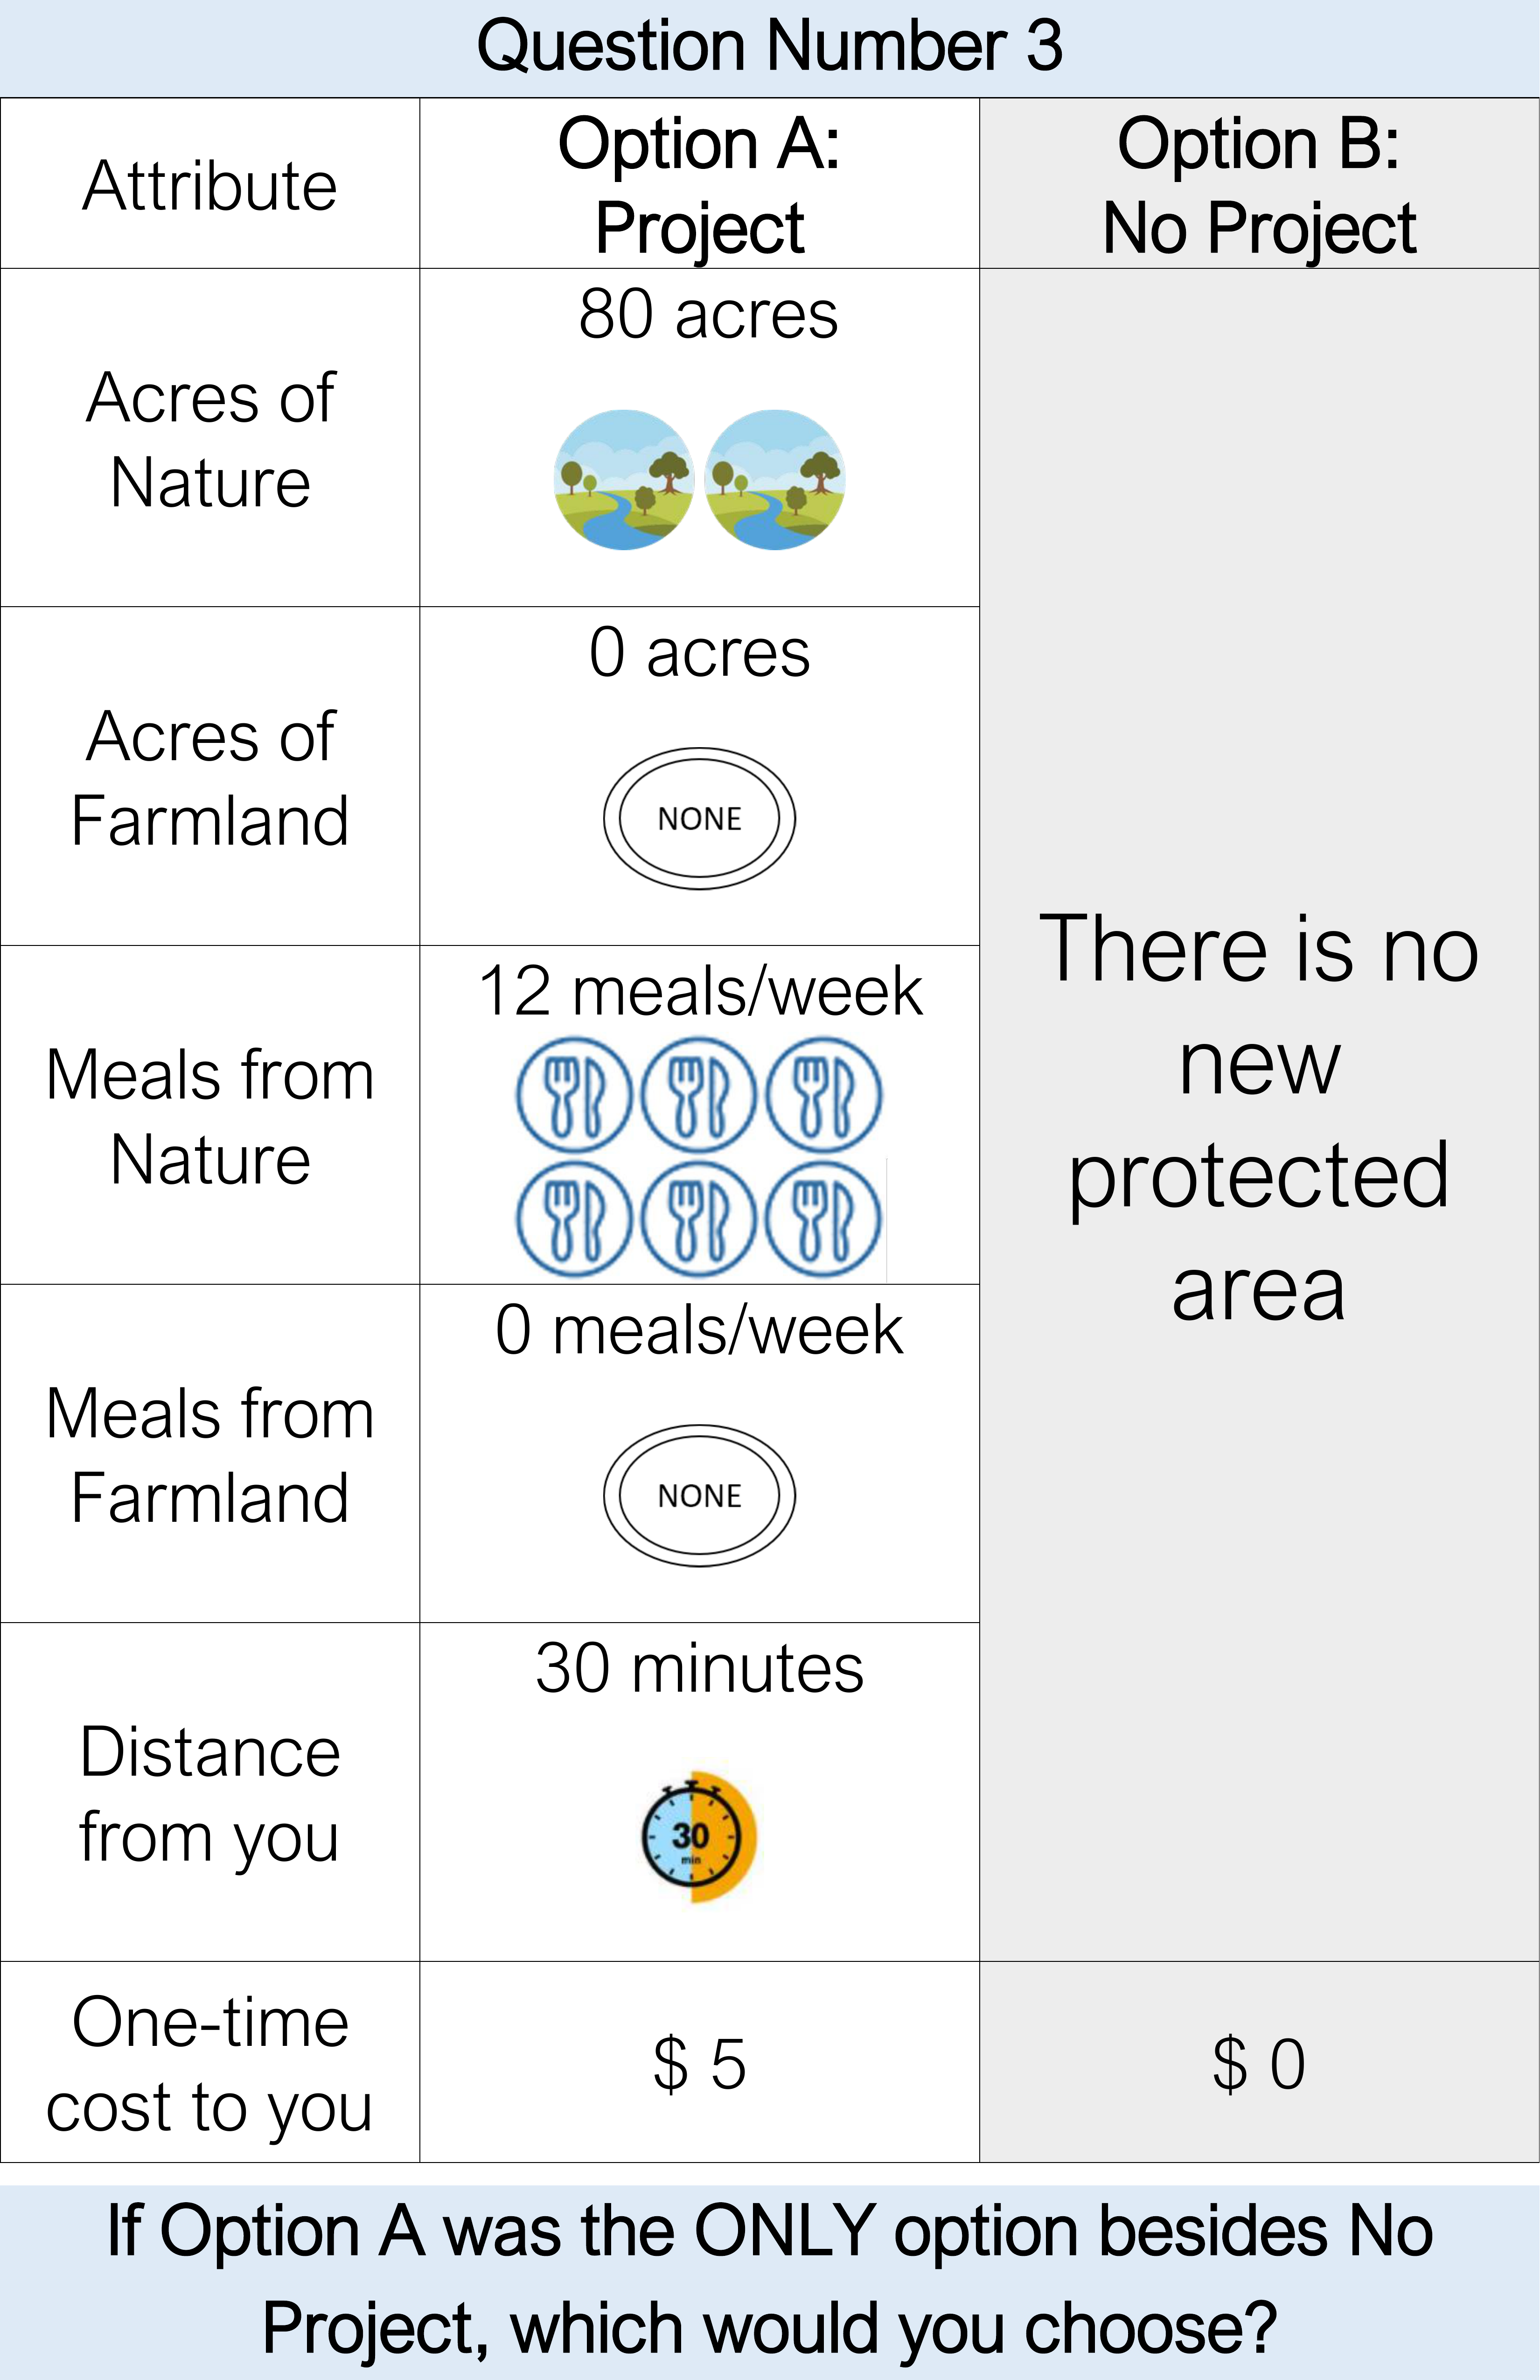 Question Number 3
Attribute
Option A:
Project
Option B:
No Project
Acres of
Nature
80 acres
Acres of
Farmland
0 acres
NONE
Meals from
Nature
12 meals/week
Meals from
Farmland
0 meals/week
NONE
Distance
from you
30 minutes
30
min
There is no
new
protected
area
One-time
cost to you
$ 5
$ 0
If Option A was the ONLY option besides No
Project, which would you choose?